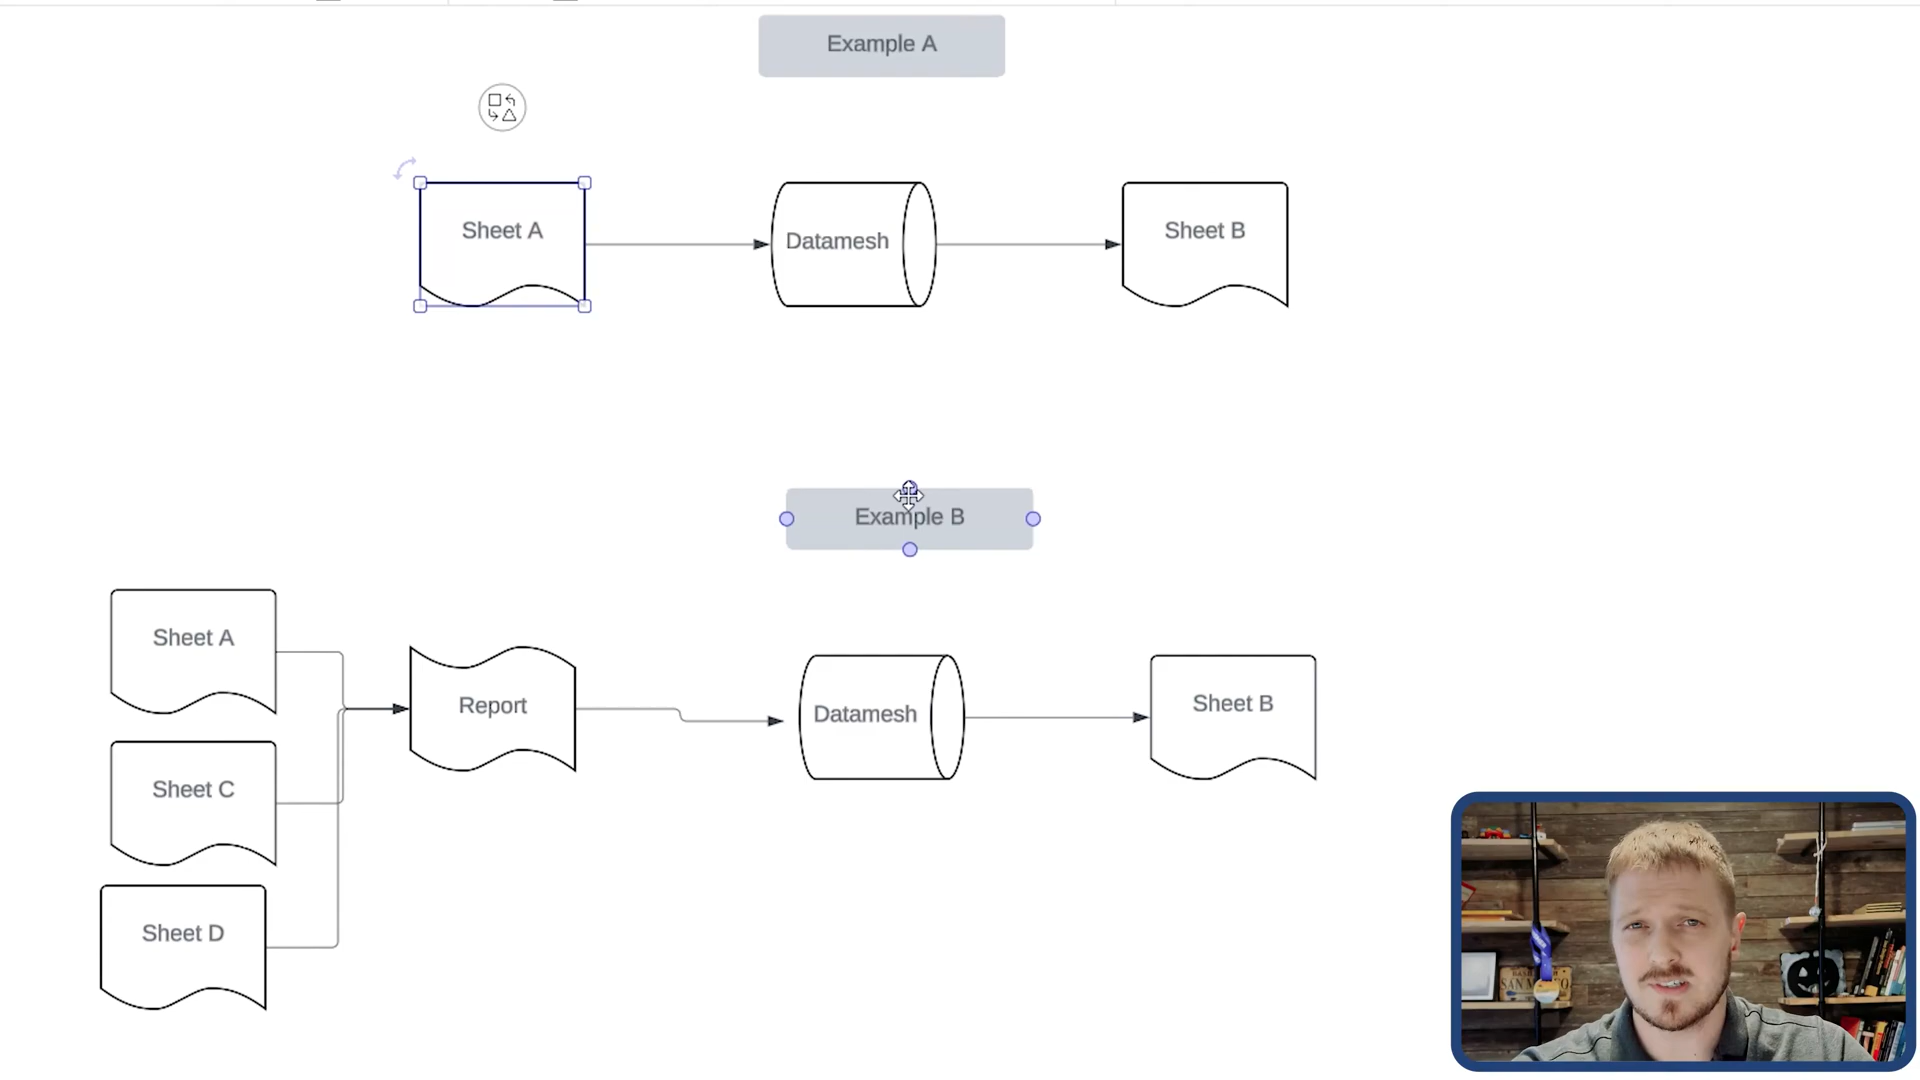 Example A
Sheet A
Datamesh
Sheet B
Example B
Sheet A
Report
Datamesh
Sheet B
Sheet C
Sheet D